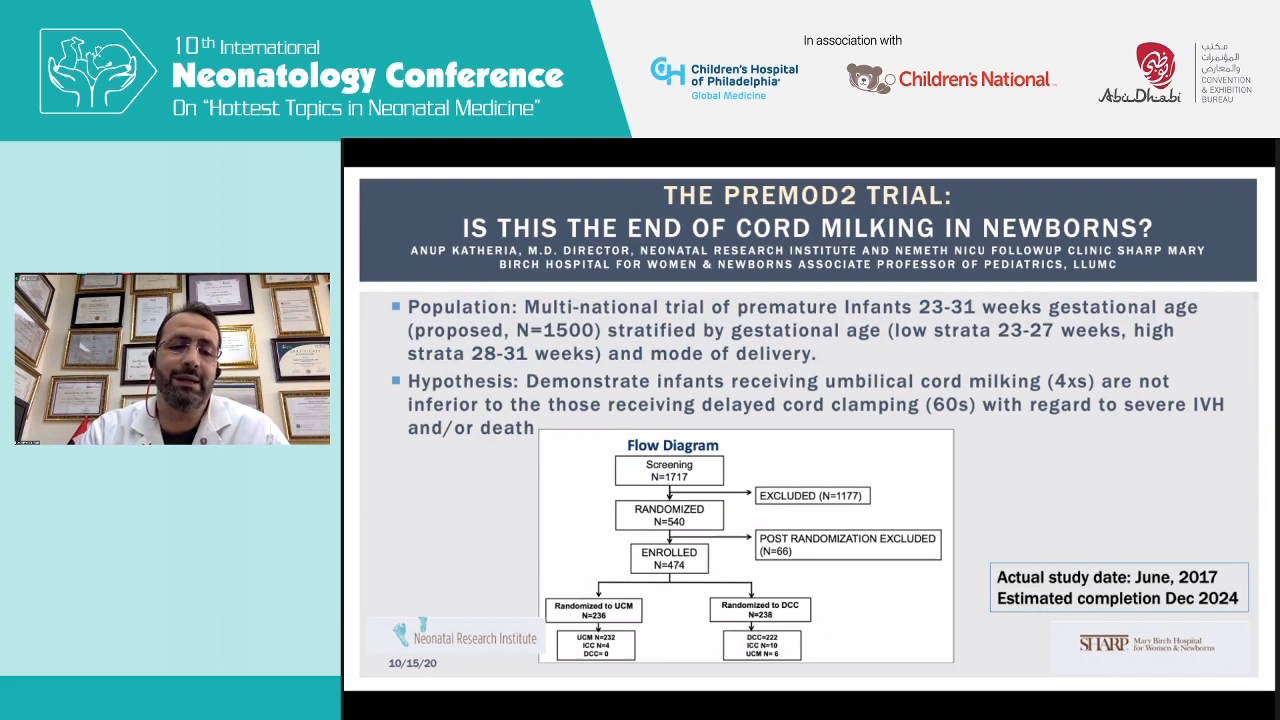 10th International
Neonatology Conference
On "Hottest Topics in Neonatal Medicine"
In association with
Children's Hospital
of Philadelphia
Global Medicine
Children's National
Abu Dhabi
مكتب
المؤتمرات
والمعارض
CONVENTION
& EXHIBITION
BUREAU
THE PREMOD2 TRIAL:
IS THIS THE END OF CORD MILKING IN NEWBORNS?
ANUP KATHERIA, M.D. DIRECTOR, NEONATAL RESEARCH INSTITUTE AND NEMETH NICU FOLLOWUP CLINIC SHARP MARY
BIRCH HOSPITAL FOR WOMEN & NEWBORNS ASSOCIATE PROFESSOR OF PEDIATRICS, LLUMC
Population: Multi-national trial of premature Infants 23-31 weeks gestational age
(proposed, N=1500) stratified by gestational age (low strata 23-27 weeks, high
strata 28-31 weeks) and mode of delivery.
Hypothesis: Demonstrate infants receiving umbilical cord milking (4xs) are not
inferior to the those receiving delayed cord clamping (60s) with regard to severe IVH
and/or death
Flow Diagram
Screening
N=1717
EXCLUDED (N=1177)
RANDOMIZED
N=540
POST RANDOMIZATION EXCLUDED
(N=66)
ENROLLED
N=474
Randomized to UCM
N=236
Randomized to DCC
N=238
UCM N=232
ICC N=4
DCC= 0
DCC=222
ICC N=10
UCM N= 6
Actual study date: June, 2017
Estimated completion Dec 2024
Neonatal Research Institute
SHARP. Mary Birch Hospital
for Women & Newborns
10/15/20